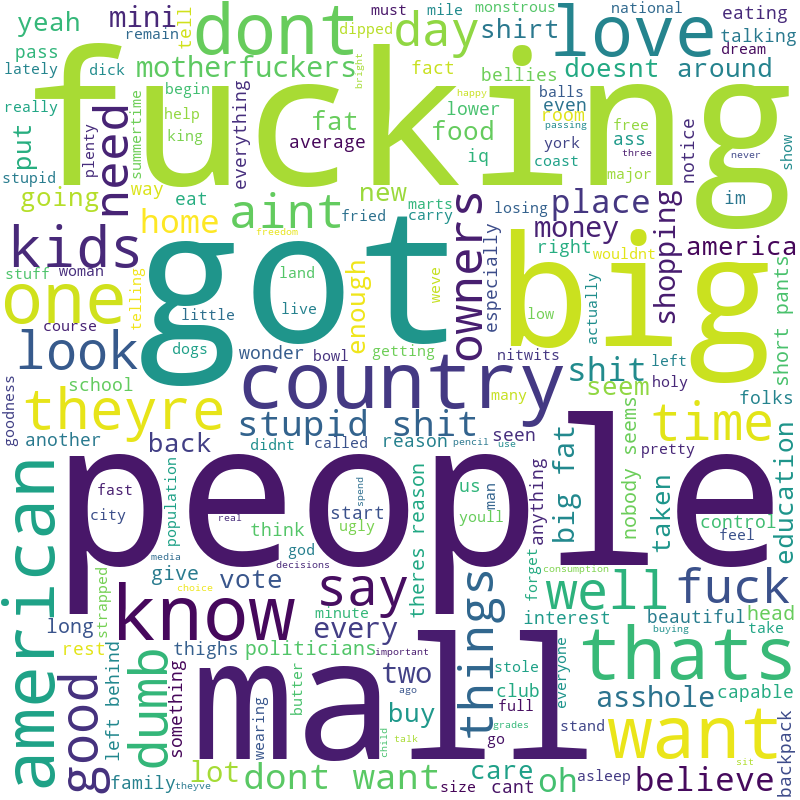 yeah mini tell remain dont must mile monstrous national eating
pass dipped day shirt love talking
lately dick motherfuckers fact bellies doesnt around dream
fucking
really begin bright happy lower balls even notice
put need plenty summertime help king everything fat average food iq room york passing free ass show
stupid coast major three never
going way eat new marts losing place im
home aint fried carry owners especially money shopping america
kids freedom right wouldnt
stuff woman telling got land weve big actually low
one little live enough
course dogs getting nitwits short pants
look wonder bowl shit left
goodness school country many seem holy folks
theyre stupid shit time
another back didnt called reason pencil use seen pretty
population fast people spend us man anything big fat nobody seems taken education
city real ugly start youll control
american media think god theres reason forget consumption feel
strapped give decisions vote say well fuck
choice know things beautiful head
long minute interest buying take
rest thighs every important thats
left behind politicians
dumb something butter mall two stole everyone asshole capable
good ago club
wearing buy full stand want backpack
child grades go
lot talk care sit
family theyve dont want size cant oh asleep believe